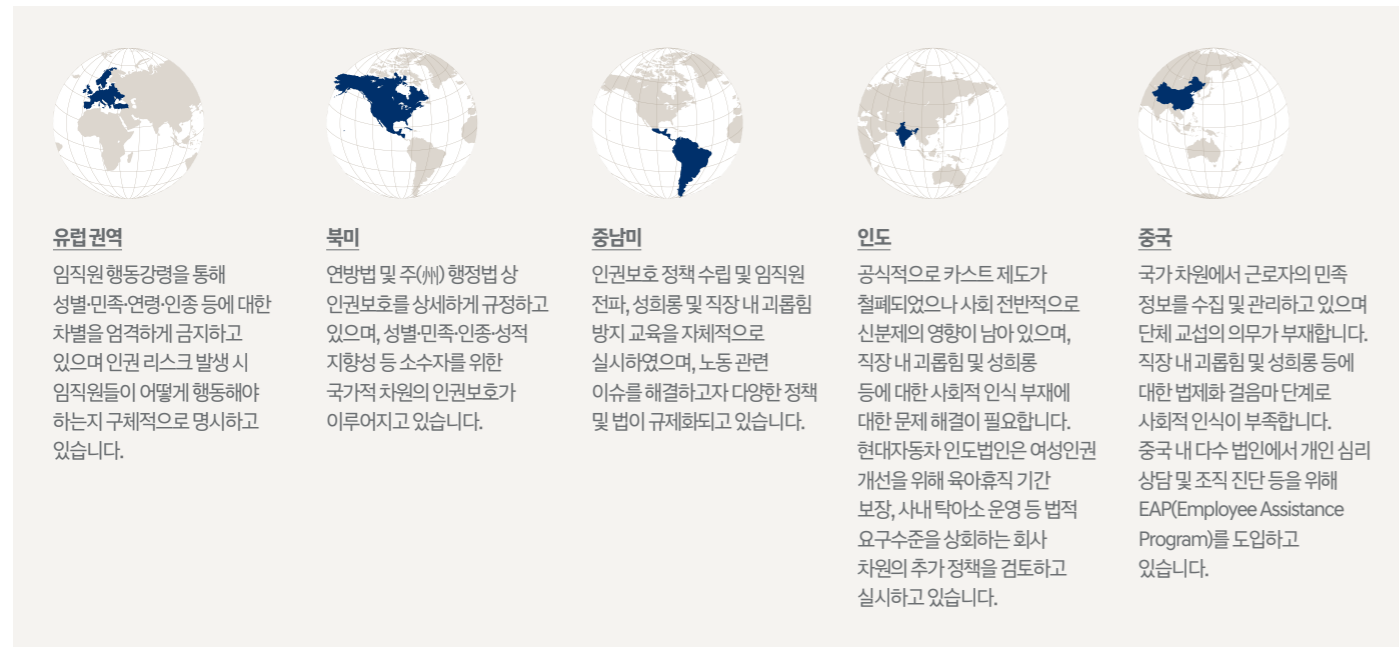 유럽 권역
임직원 행동강령을 통해
성별·민족·연령·인종 등에 대한
차별을 엄격하게 금지하고
있으며 인권 리스크 발생 시
임직원들이 어떻게 행동해야
하는지 구체적으로 명시하고
있습니다.
북미
연방법 및 주(州) 행정법 상
인권보호를 상세하게 규정하고
있으며, 성별·민족·인종·성적
지향성 등 소수자를 위한
국가적 차원의 인권보호가
이루어지고 있습니다.
중남미
인권보호 정책 수립 및 임직원
전파, 성희롱 및 직장 내 괴롭힘
방지 교육을 자체적으로
실시하였으며, 노동 관련
이슈를 해결하고자 다양한 정책
및 법이 규제화되고 있습니다.
인도
공식적으로 카스트 제도가
철폐되었으나 사회 전반적으로
신분제의 영향이 남아 있으며,
직장 내 괴롭힘 및 성희롱
등에 대한 사회적 인식 부재에
대한 문제 해결이 필요합니다.
현대자동차 인도법인은 여성인권
개선을 위해 육아휴직 기간
보장, 사내 탁아소 운영 등 법적
요구수준을 상회하는 회사
차원의 추가 정책을 검토하고
실시하고 있습니다.
중국
국가 차원에서 근로자의 민족
정보를 수집 및 관리하고 있으며
단체 교섭의 의무가 부재합니다.
직장 내 괴롭힘 및 성희롱 등에
대한 법제화 걸음마 단계로
사회적 인식이 부족합니다.
중국 내 다수 법인에서 개인 심리
상담 및 조직 진단 등을 위해
EAP(Employee Assistance
Program)를 도입하고
있습니다.